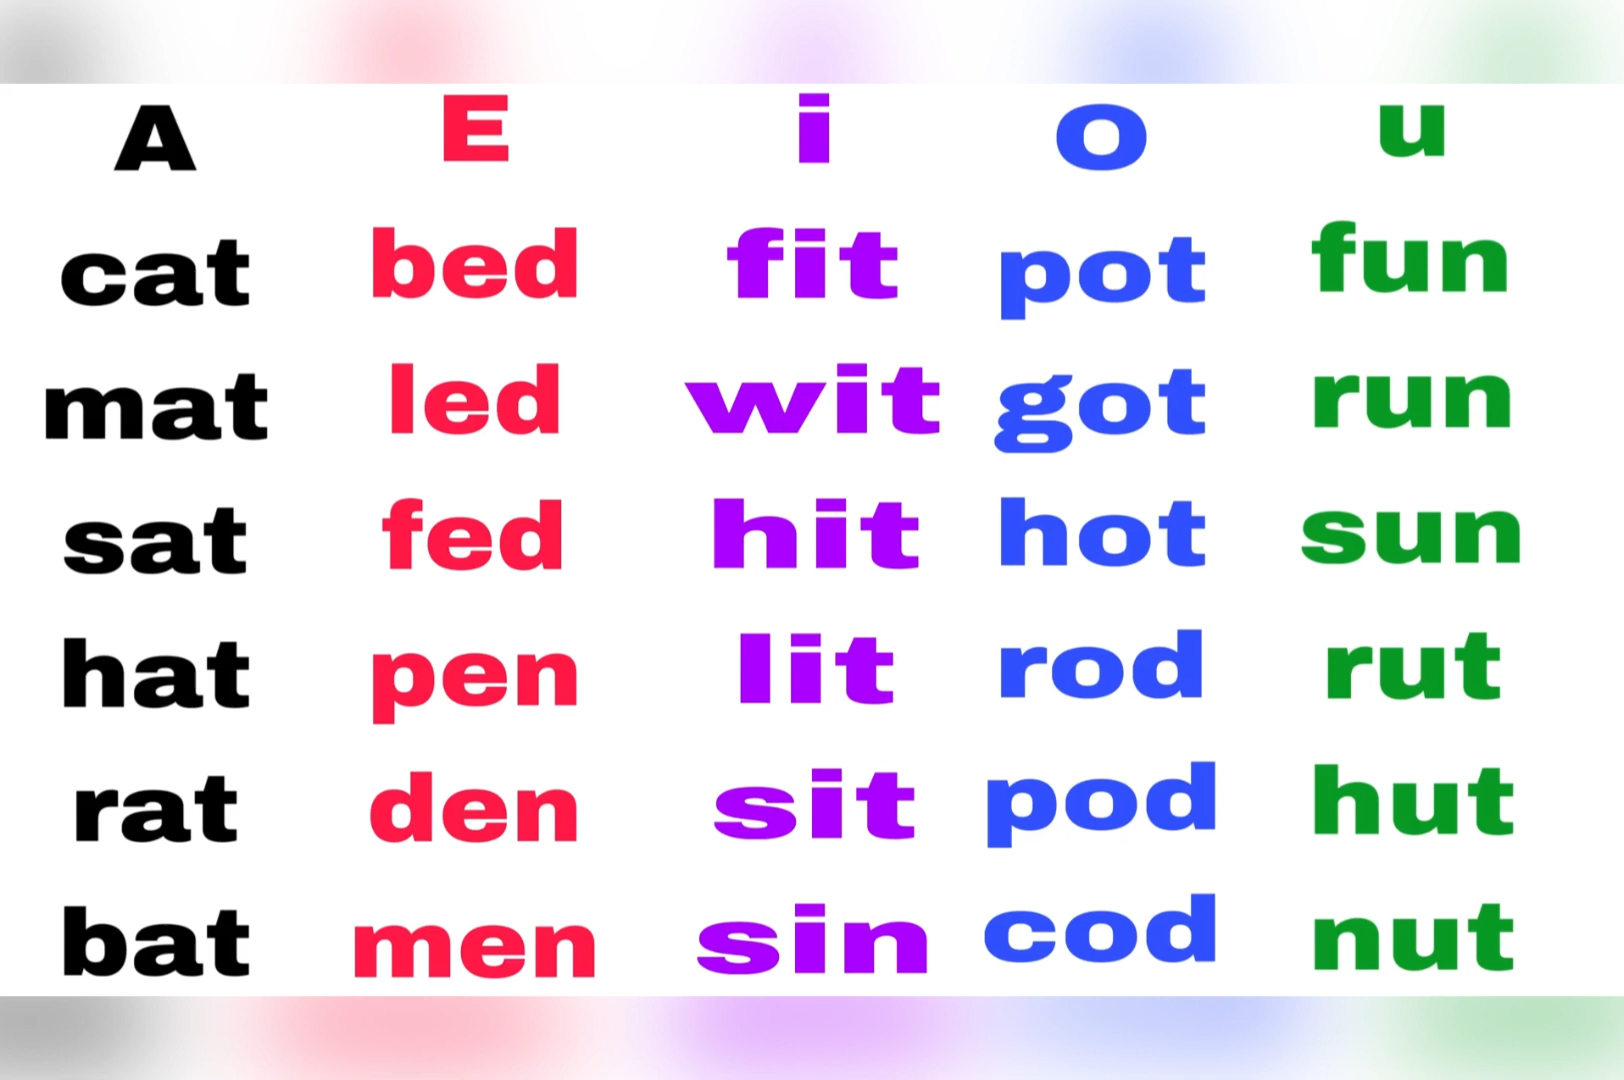 A E i O u
cat bed fit pot fun
mat led wit got run
sat fed hit hot sun
hat pen lit rod rut
rat den sit pod hut
bat men sin cod nut